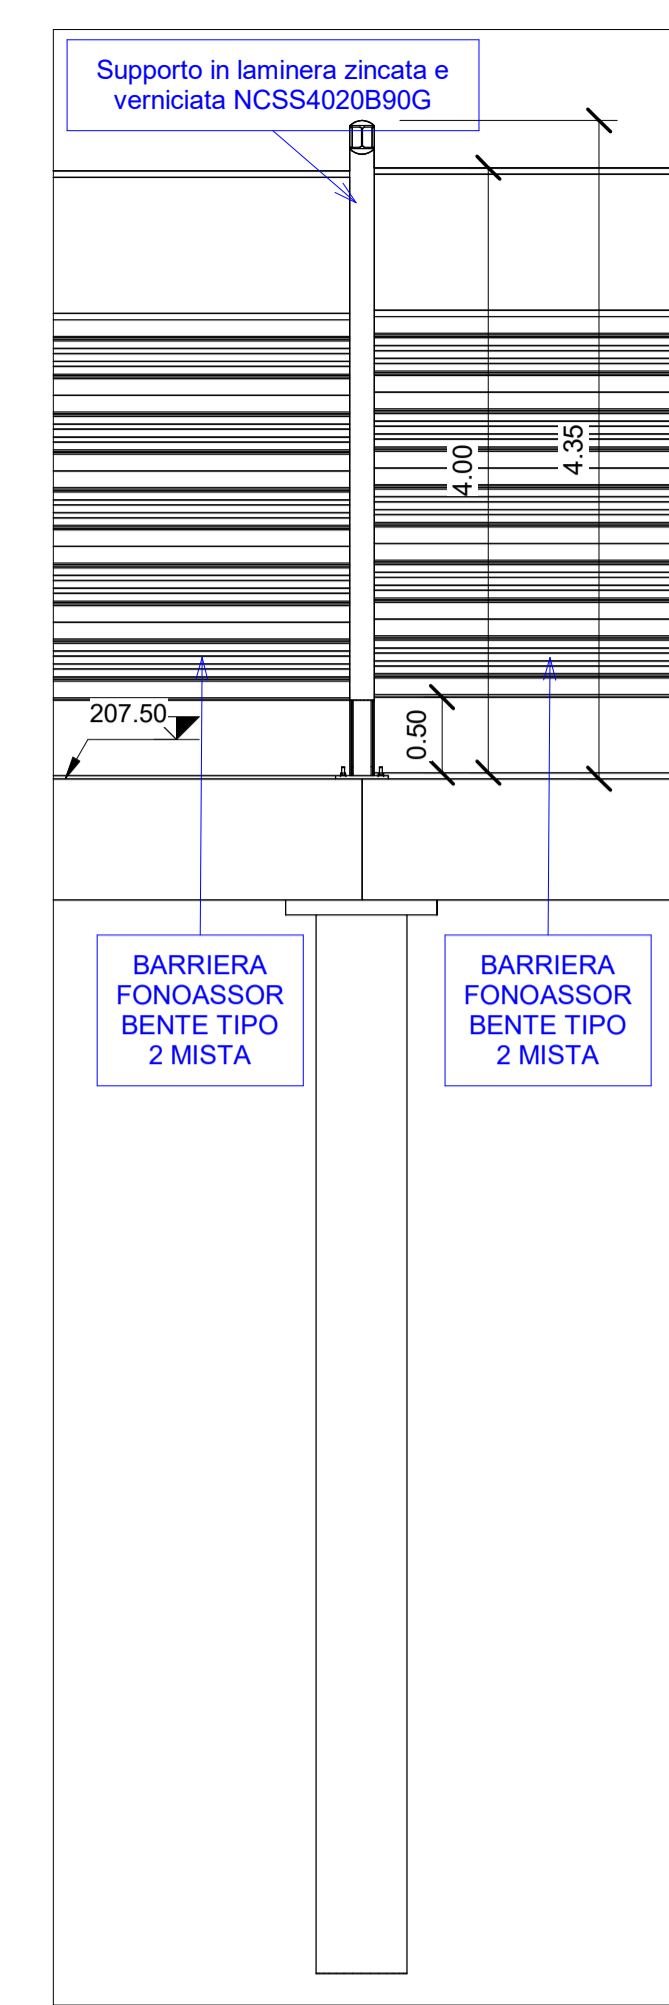 Supporto in laminera zincata e
verniciata NCSS4020B90G
4.00
4.35
207.50
0.50
BARRIERA
FONOASSOR
BENTE TIPO
2 MISTA
BARRIERA
FONOASSOR
BENTE TIPO
2 MISTA